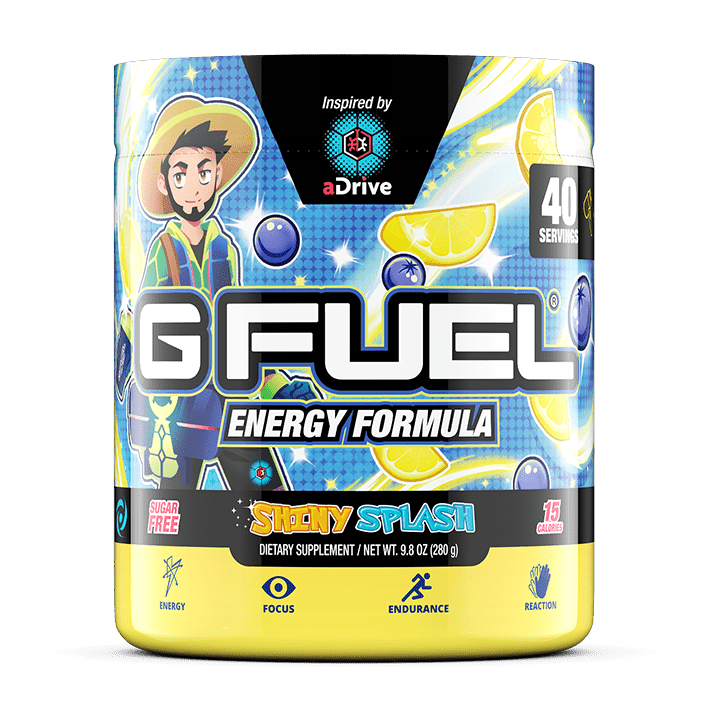 Inspired by
aDrive
40
SERVINGS
G FUEL®
ENERGY FORMULA
SUGAR
FREE
SHINY SPLASH
15
CALORIES
DIETARY SUPPLEMENT / NET WT. 9.8 OZ (280 g)
ENERGY
FOCUS
ENDURANCE
REACTION